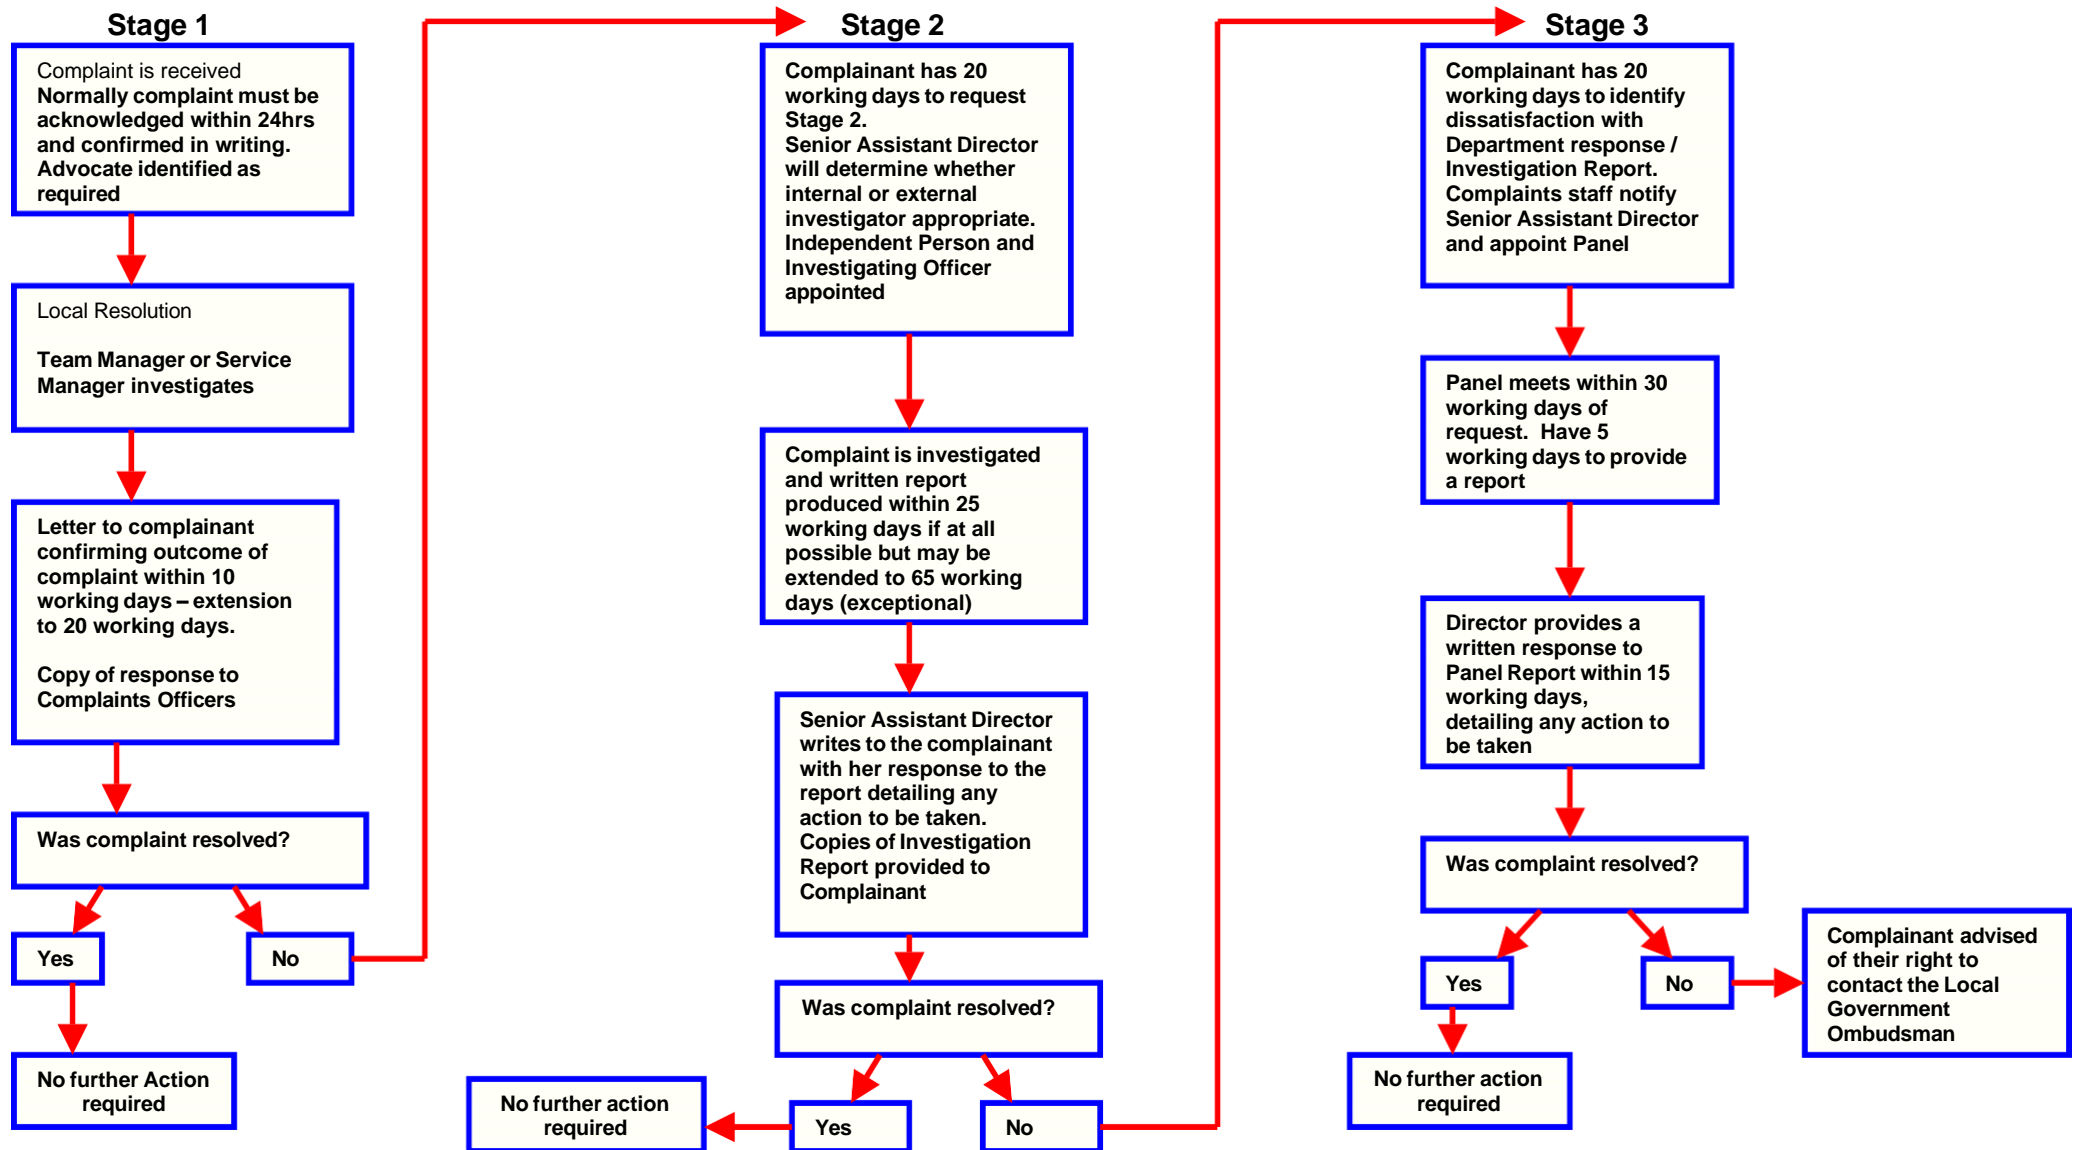 Stage 1
Complaint is received
Normally complaint must be
acknowledged within 24hrs
and confirmed in writing.
Advocate identified as
required
Local Resolution
Team Manager or Service
Manager investigates
Letter to complainant
confirming outcome of
complaint within 10
working days – extension
to 20 working days.
Copy of response to
Complaints Officers
Was complaint resolved?
Yes
No
No further Action
required
Stage 2
Complainant has 20
working days to request
Stage 2.
Senior Assistant Director
will determine whether
internal or external
investigator appropriate.
Independent Person and
Investigating Officer
appointed
Complaint is investigated
and written report
produced within 25
working days if at all
possible but may be
extended to 65 working
days (exceptional)
Senior Assistant Director
writes to the complainant
with her response to the
report detailing any
action to be taken.
Copies of Investigation
Report provided to
Complainant
Was complaint resolved?
No further action
required
Yes
No
Stage 3
Complainant has 20
working days to identify
dissatisfaction with
Department response /
Investigation Report.
Complaints staff notify
Senior Assistant Director
and appoint Panel
Panel meets within 30
working days of
request. Have 5
working days to provide
a report
Director provides a
written response to
Panel Report within 15
working days,
detailing any action to
be taken
Was complaint resolved?
Yes
No
Complainant advised
of their right to
contact the Local
Government
Ombudsman
No further action
required